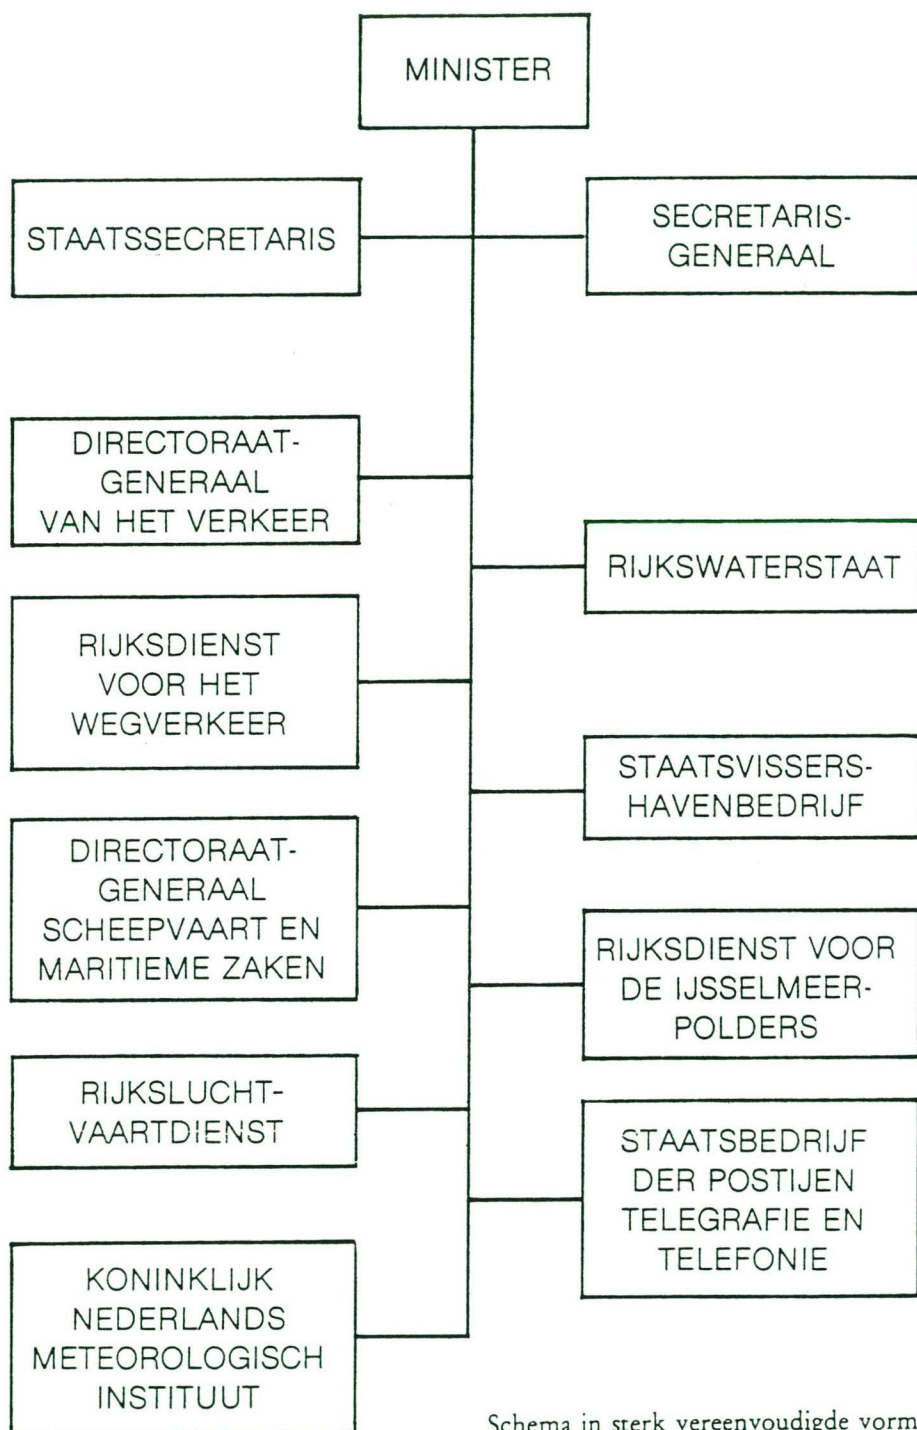 MINISTER
STAATSSECRETARIS
SECRETARIS-
GENERAAL
DIRECTORAAT-
GENERAAL
VAN HET VERKEER
RIJKSWATERSTAAT
RIJKSDIENST
VOOR HET
WEGVERKEER
STAATSVISSERS-
HAVENBEDRIJF
DIRECTORAAT-
GENERAAL
SCHEEPVAART EN
MARITIEME ZAKEN
RIJKSDIENST VOOR
DE IJSSELMEER-
POLDERS
RIJKSLUCHT-
VAARTDIENST
STAATSBEDRIJF
DER POSTIJEN
TELEGRAFIE EN
TELEFONIE
KONINKLIJK
NEDERLANDS
METEOROLOGISCH
INSTITUUT
Schema in sterk vereenvoudigde vorm